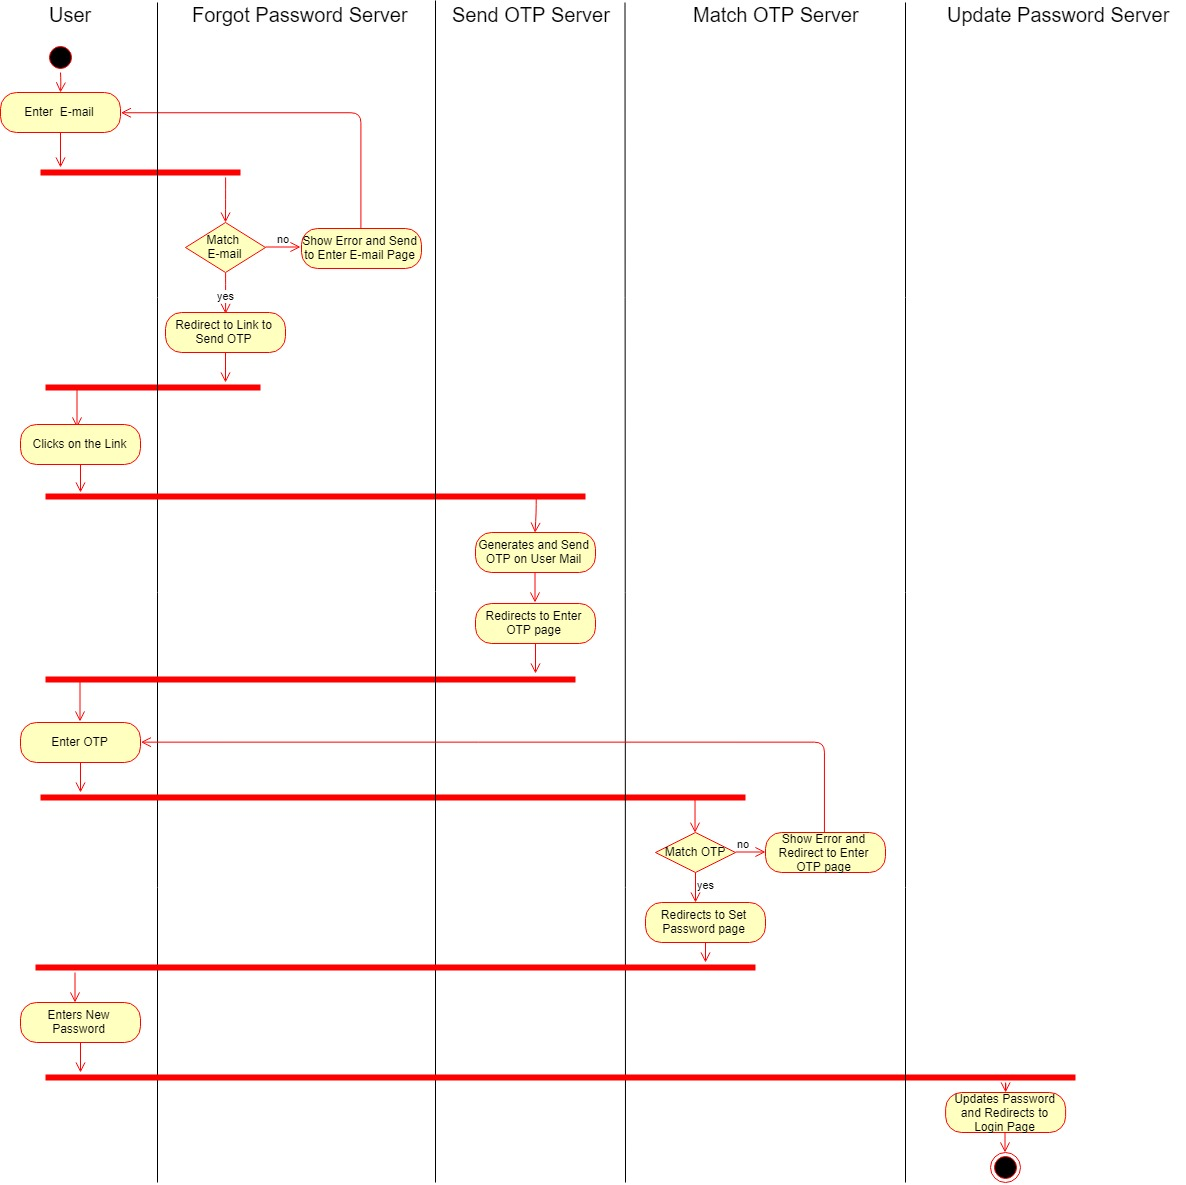 User
Forgot Password Server
Send OTP Server
Match OTP Server
Update Password Server
Enter E-mail
Match
E-mail
no
Show Error and Send
to Enter E-mail Page
yes
Redirect to Link to
Send OTP
Clicks on the Link
Generates and Send
OTP on User Mail
Redirects to Enter
OTP page
Enter OTP
Match OTP
no
Show Error and
Redirect to Enter
OTP page
yes
Redirects to Set
Password page
Enters New
Password
Updates Password
and Redirects to
Login Page